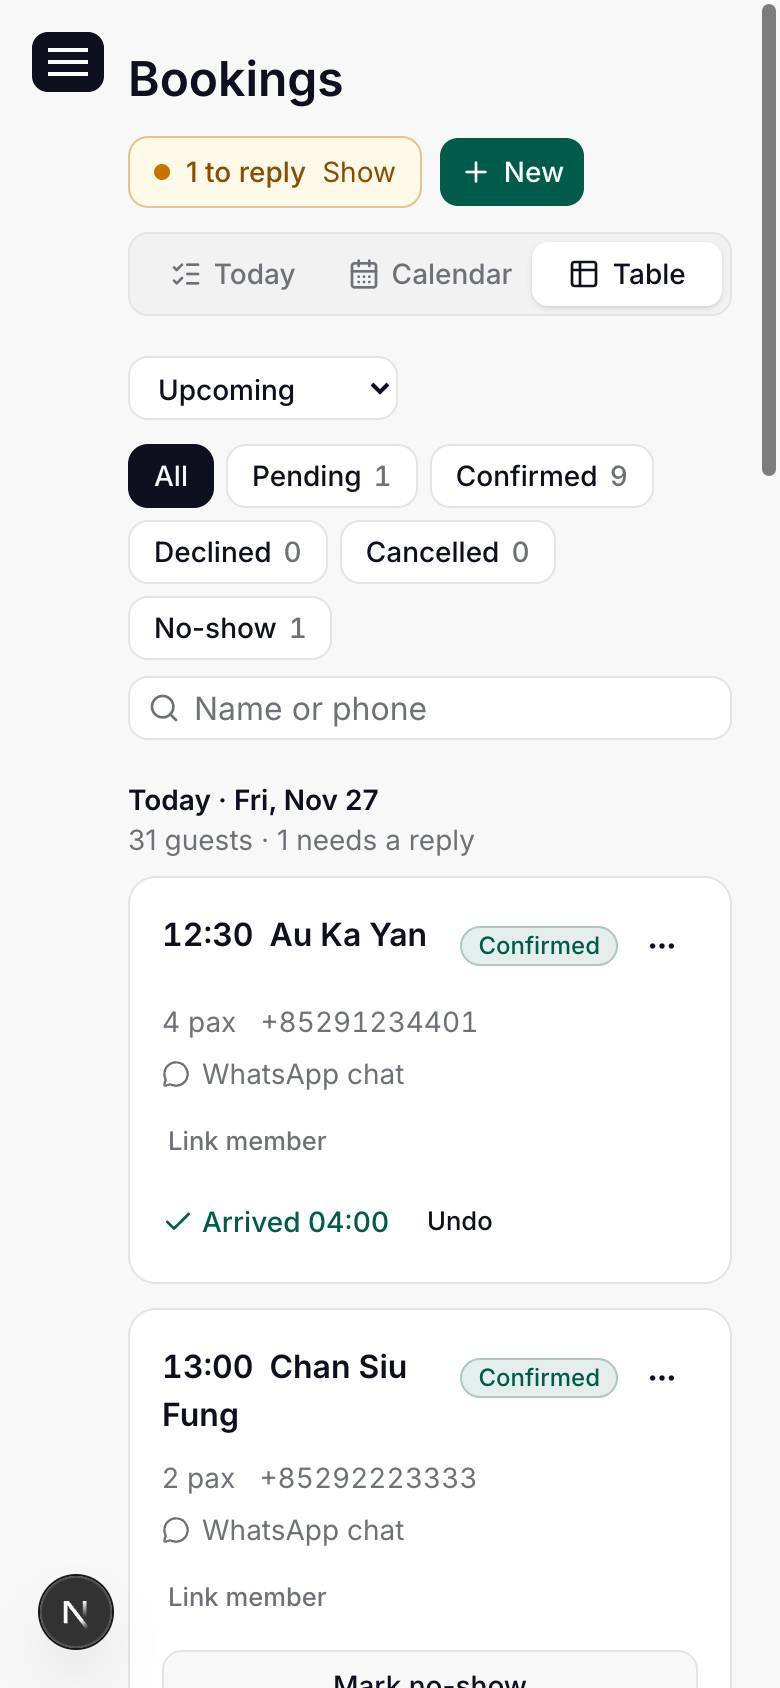 Bookings
1 to reply Show
New
Today Calendar Table
Upcoming
All Pending 1 Confirmed 9
Declined 0 Cancelled 0
No-show 1
Name or phone
Today · Fri, Nov 27
31 guests · 1 needs a reply
12:30 Au Ka Yan Confirmed ...
4 pax +85291234401
WhatsApp chat
Link member
Arrived 04:00 Undo
13:00 Chan Siu Fung Confirmed ...
2 pax +85292223333
WhatsApp chat
Link member
N
Mark no-show